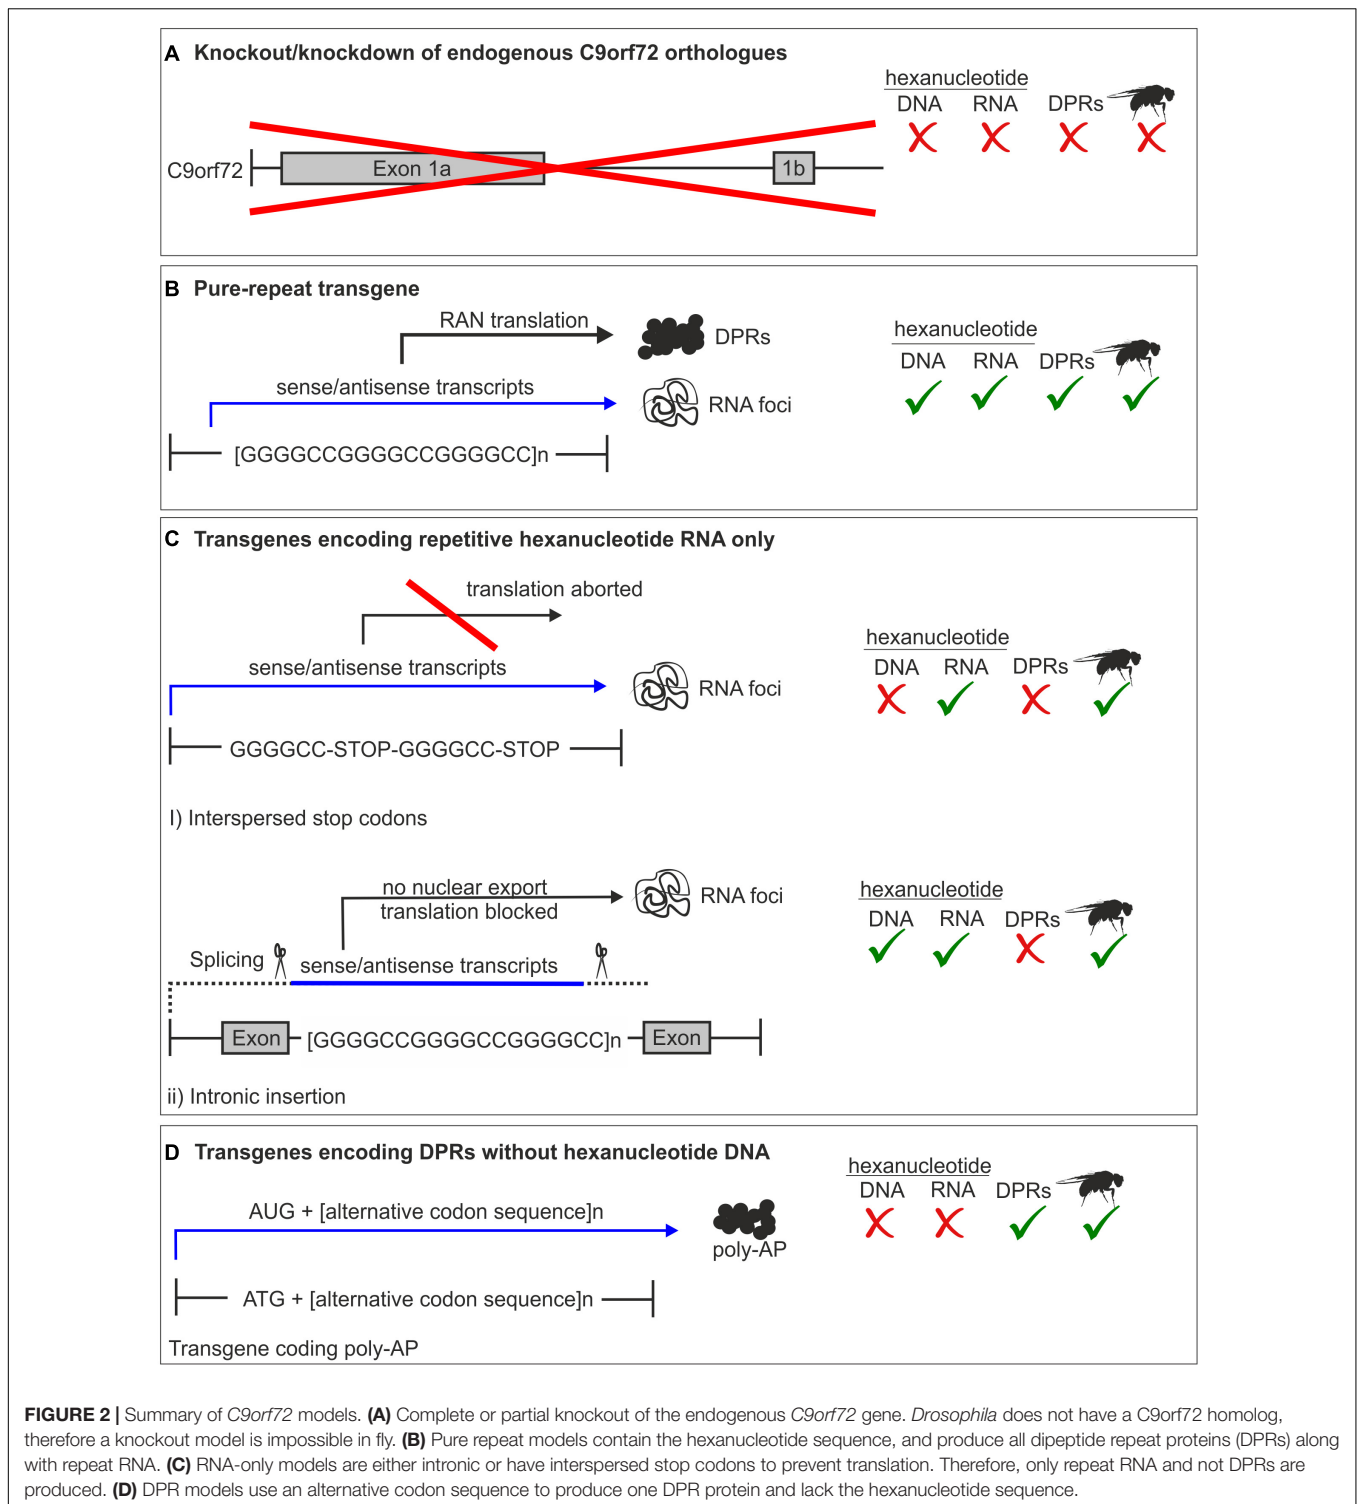 A Knockout/knockdown of endogenous C9orf72 orthologues
hexanucleotide
DNA RNA DPRs
C9orf72 Exon 1a 1b
B Pure-repeat transgene
RAN translation
DPRs
sense/antisense transcripts
RNA foci
[GGGGCCGGGGCCGGGGCC]n
hexanucleotide
DNA RNA DPRs
C Transgenes encoding repetitive hexanucleotide RNA only
translation aborted
sense/antisense transcripts
RNA foci
GGGGCC-STOP-GGGGCC-STOP
hexanucleotide
DNA RNA DPRs
I) Interspersed stop codons
no nuclear export
translation blocked
RNA foci
Splicing sense/antisense transcripts
Exon [GGGGCCGGGGCCGGGGCC]n Exon
hexanucleotide
DNA RNA DPRs
ii) Intronic insertion
D Transgenes encoding DPRs without hexanucleotide DNA
hexanucleotide
DNA RNA DPRs
AUG + [alternative codon sequence]n
poly-AP
ATG + [alternative codon sequence]n
Transgene coding poly-AP
FIGURE 2 | Summary of C9orf72 models. (A) Complete or partial knockout of the endogenous C9orf72 gene. Drosophila does not have a C9orf72 homolog,
therefore a knockout model is impossible in fly. (B) Pure repeat models contain the hexanucleotide sequence, and produce all dipeptide repeat proteins (DPRs) along
with repeat RNA. (C) RNA-only models are either intronic or have interspersed stop codons to prevent translation. Therefore, only repeat RNA and not DPRs are
produced. (D) DPR models use an alternative codon sequence to produce one DPR protein and lack the hexanucleotide sequence.